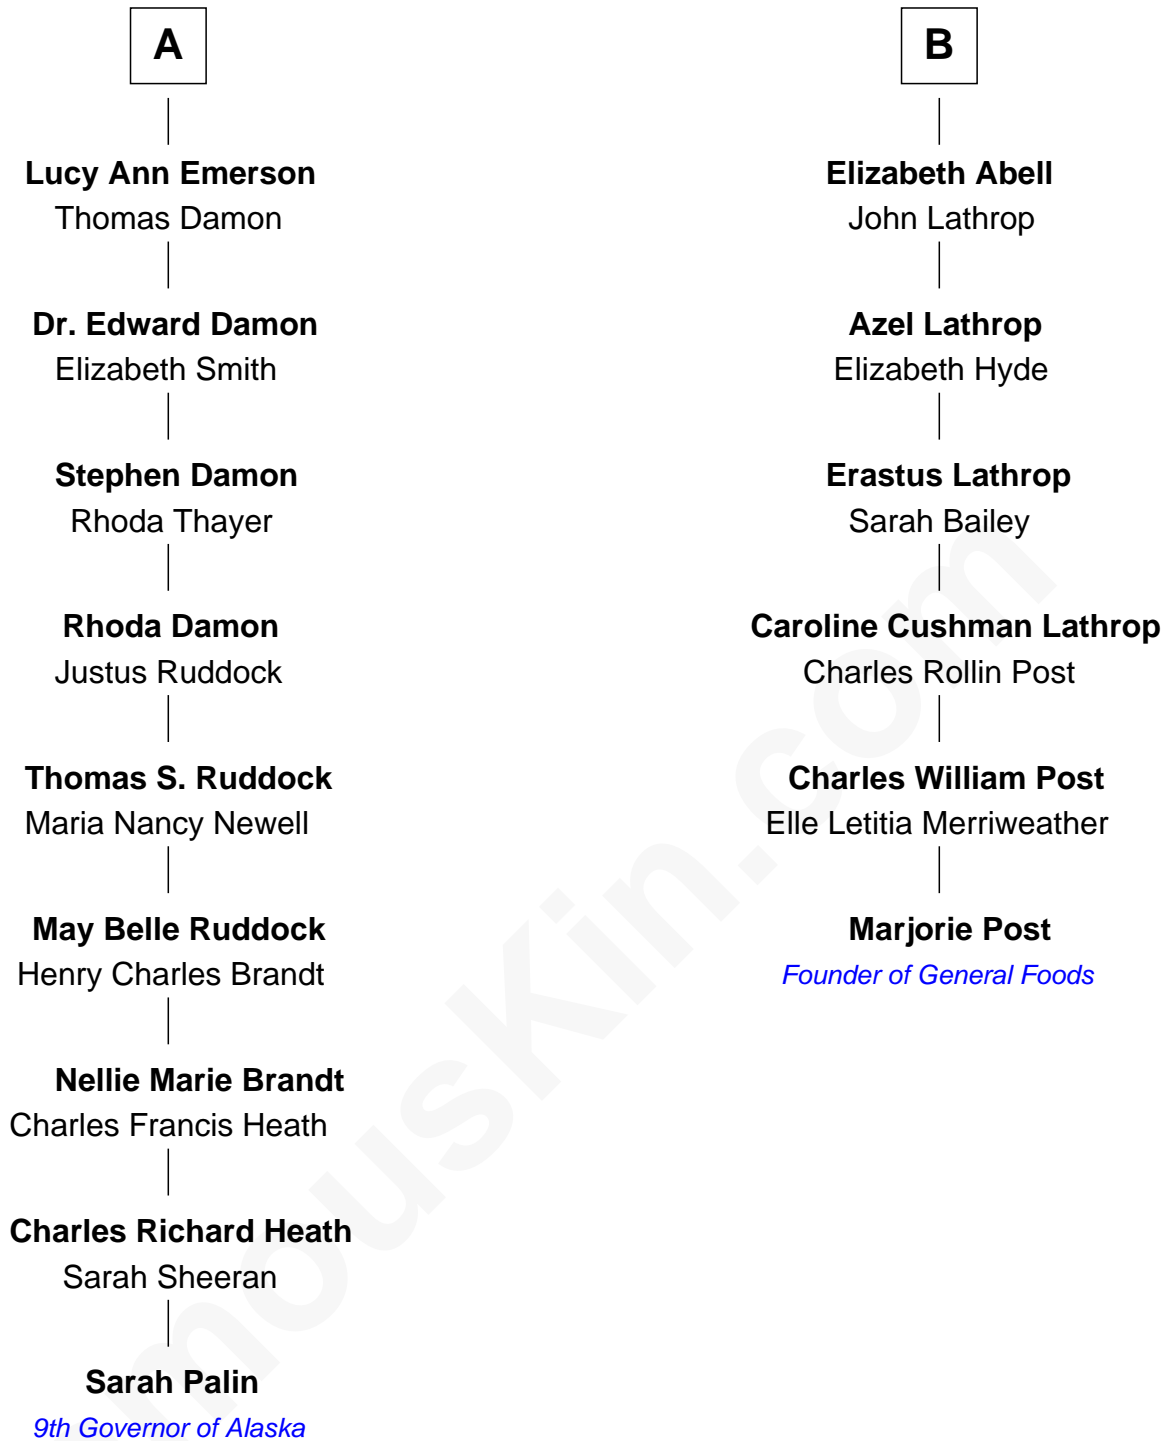 A
Lucy Ann Emerson
Thomas Damon
Dr. Edward Damon
Elizabeth Smith
Stephen Damon
Rhoda Thayer
Rhoda Damon
Justus Ruddock
Thomas S. Ruddock
Maria Nancy Newell
May Belle Ruddock
Henry Charles Brandt
Nellie Marie Brandt
Charles Francis Heath
Charles Richard Heath
Sarah Sheeran
Sarah Palin
9th Governor of Alaska
B
Elizabeth Abell
John Lathrop
Azel Lathrop
Elizabeth Hyde
Erastus Lathrop
Sarah Bailey
Caroline Cushman Lathrop
Charles Rollin Post
Charles William Post
Elle Letitia Merriweather
Marjorie Post
Founder of General Foods
mouskin.com